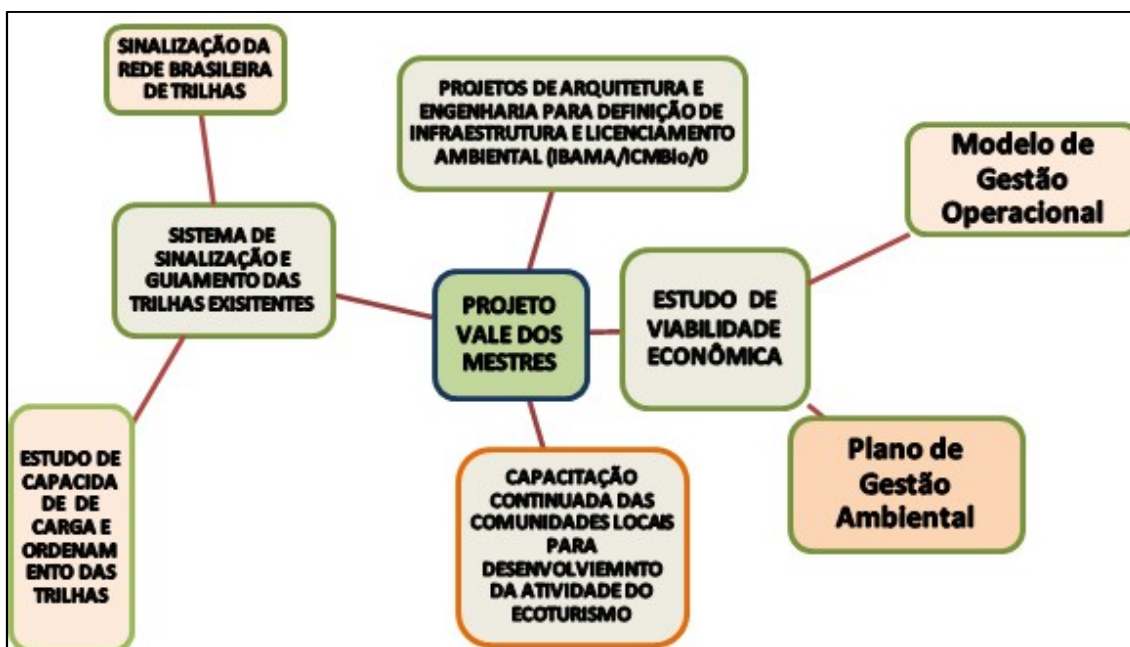 SINALIZAÇÃO DA
REDE BRASILEIRA
DE TRILHAS
PROJETOS DE ARQUITETURA E
ENGENHARIA PARA DEFINIÇÃO DE
INFRAESTRUTURA E LICENCIAMENTO
AMBIENTAL (IBAMA/ICMBio/0
Modelo de
Gestão
Operacional
SISTEMA DE
SINALIZAÇÃO E
GUIAMENTO DAS
TRILHAS EXISITENTES
PROJETO
VALE DOS
MESTRES
ESTUDO DE
VIABILIDADE
ECONÔMICA
ESTUDO DE
CAPACIDA
DE DE
CARGA E
ORDENAM
ENTO DAS
TRILHAS
CAPACITAÇÃO
CONTINUADA DAS
COMUNIDADES LOCAIS
PARA
DESENVOLVIEMNTO
DA ATIVIDADE DO
ECOTURISMO
Plano de
Gestão
Ambiental